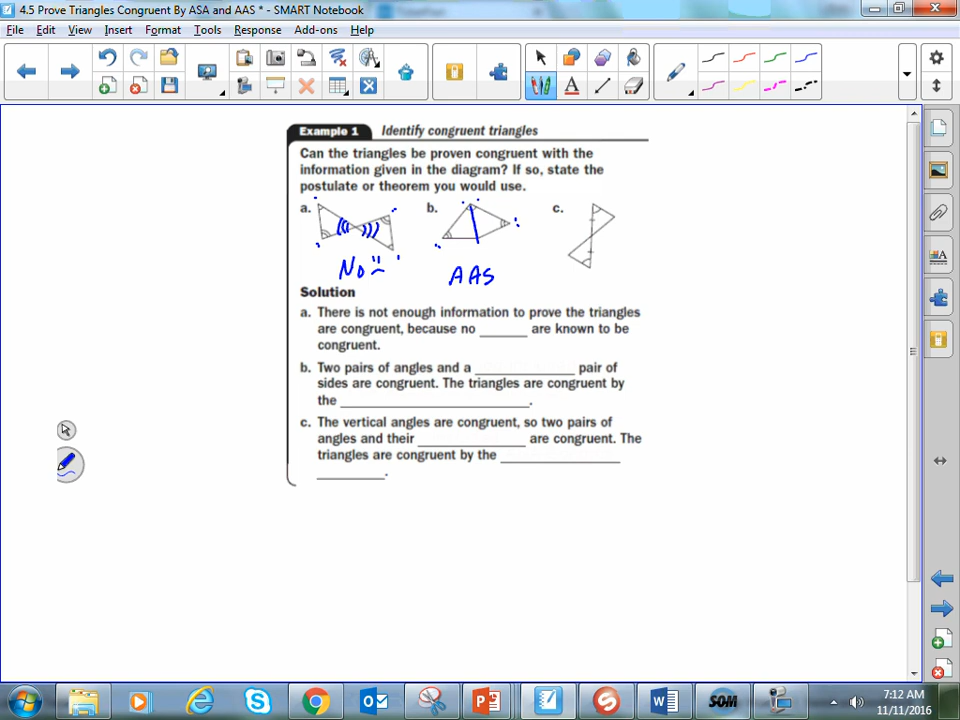 4.5 Prove Triangles Congruent By ASA and AAS * - SMART Notebook
File Edit View Insert Format Tools Response Add-ons Help
Example 1 Identify congruent triangles
Can the triangles be proven congruent with the
information given in the diagram? If so, state the
postulate or theorem you would use.
a. b. c.
No ≅ AAS
Solution
a. There is not enough information to prove the triangles
are congruent, because no ______ are known to be
congruent.
b. Two pairs of angles and a ____________ pair of
sides are congruent. The triangles are congruent by
the ______________________.
c. The vertical angles are congruent, so two pairs of
angles and their _____________ are congruent. The
triangles are congruent by the ______________
________.
7:12 AM
SOM
11/11/2016